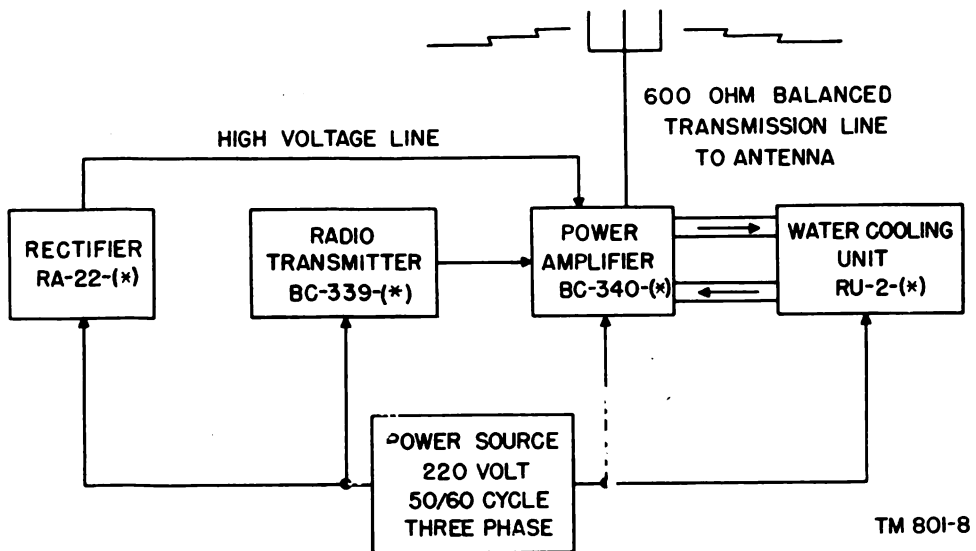 600 OHM BALANCED
TRANSMISSION LINE
TO ANTENNA
HIGH VOLTAGE LINE
RECTIFIER
RA-22-(*)
RADIO
TRANSMITTER
BC-339-(*)
POWER
AMPLIFIER
BC-340-(*)
WATER COOLING
UNIT
RU-2-(*)
POWER SOURCE
220 VOLT
50/60 CYCLE
THREE PHASE
TM 801-8